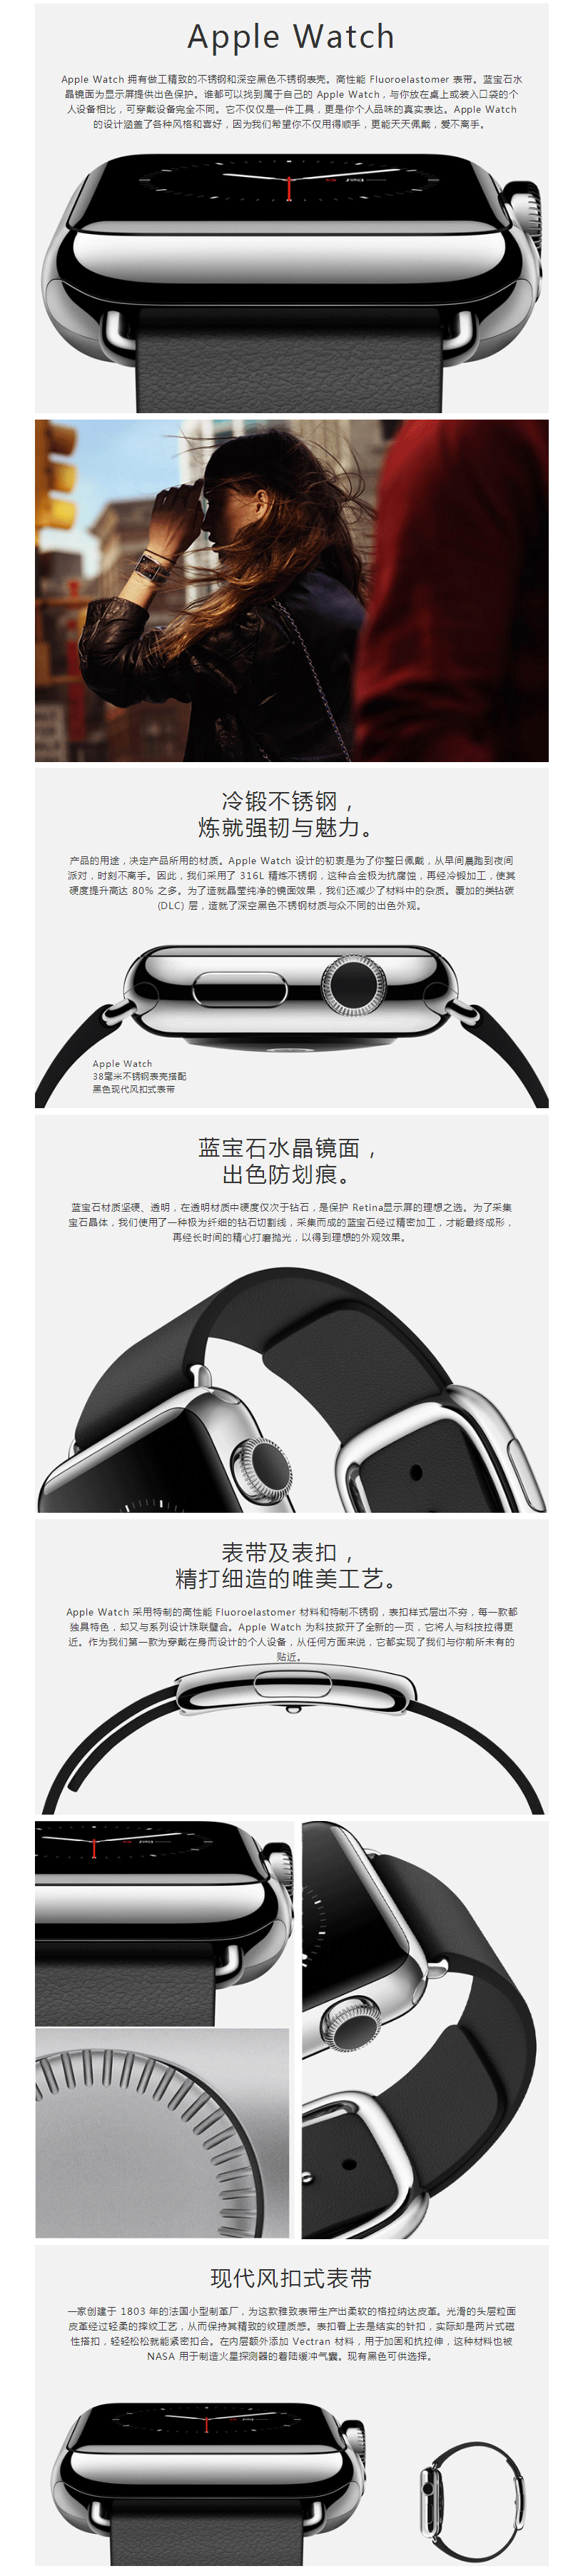 Apple Watch
Apple Watch 拥有做工精致的不锈钢和深空黑色不锈钢表壳。高性能 Fluoroelastomer 表带。蓝宝石水
晶镜面为显示屏提供出色保护。谁都可以找到属于自己的 Apple Watch，与你放在桌上或装入口袋的个
人设备相比，可穿戴设备完全不同。它不仅仅是一件工具，更是你个人品味的真实表达。Apple Watch
的设计涵盖了各种风格和喜好，因为我们希望你不仅用得顺手，更能天天佩戴，爱不离手。
冷锻不锈钢，
炼就强韧与魅力。
产品的用途，决定产品所用的材质。Apple Watch 设计的初衷是为了你整日佩戴，从早间晨跑到夜间
派对，时刻不离手。因此，我们采用了 316L 精炼不锈钢，这种合金极为抗腐蚀，再经冷锻加工，使其
硬度提升高达 80% 之多。为了造就晶莹纯净的镜面效果，我们还减少了材料中的杂质。覆加的类钻碳
(DLC) 层，造就了深空黑色不锈钢材质与众不同的出色外观。
Apple Watch
38毫米不锈钢表壳搭配
黑色现代风扣式表带
蓝宝石水晶镜面，
出色防划痕。
蓝宝石材质坚硬、透明，在透明材质中硬度仅次于钻石，是保护 Retina显示屏的理想之选。为了采集
宝石晶体，我们使用了一种极为纤细的钻石切割线，采集而成的蓝宝石经过精密加工，才能最终成形，
再经长时间的精心打磨抛光，以得到理想的外观效果。
表带及表扣，
精打细造的唯美工艺。
Apple Watch 采用特制的高性能 Fluoroelastomer 材料和特制不锈钢，表扣样式层出不穷，每一款都
独具特色，却又与系列设计珠联璧合。Apple Watch 为科技掀开了全新的一页，它将人与科技拉得更
近。作为我们第一款为穿戴在身而设计的个人设备，从任何方面来说，它都实现了我们与你前所未有的
贴近。
现代风扣式表带
一家创建于 1803 年的法国小型制革厂，为这款雅致表带生产出柔软的格拉纳达皮革。光滑的头层粒面
皮革经过轻柔的摔纹工艺，从而保持其精致的纹理质感。表扣看上去是结实的针扣，实际却是两片式磁
性搭扣，轻轻松松就能紧密扣合。在内层额外添加 Vectran 材料，用于加固和抗拉伸，这种材料也被
NASA 用于制造火星探测器的着陆缓冲气囊。现有黑色可供选择。